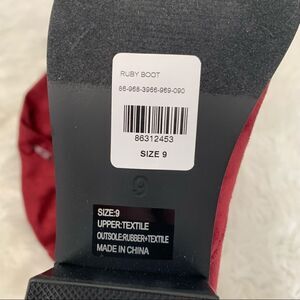 RUBY BOOT
86-968-3966-969-090
86312453
SIZE 9
9
SIZE:9
UPPER:TEXTILE
OUTSOLE:RUBBER+TEXTILE
MADE IN CHINA